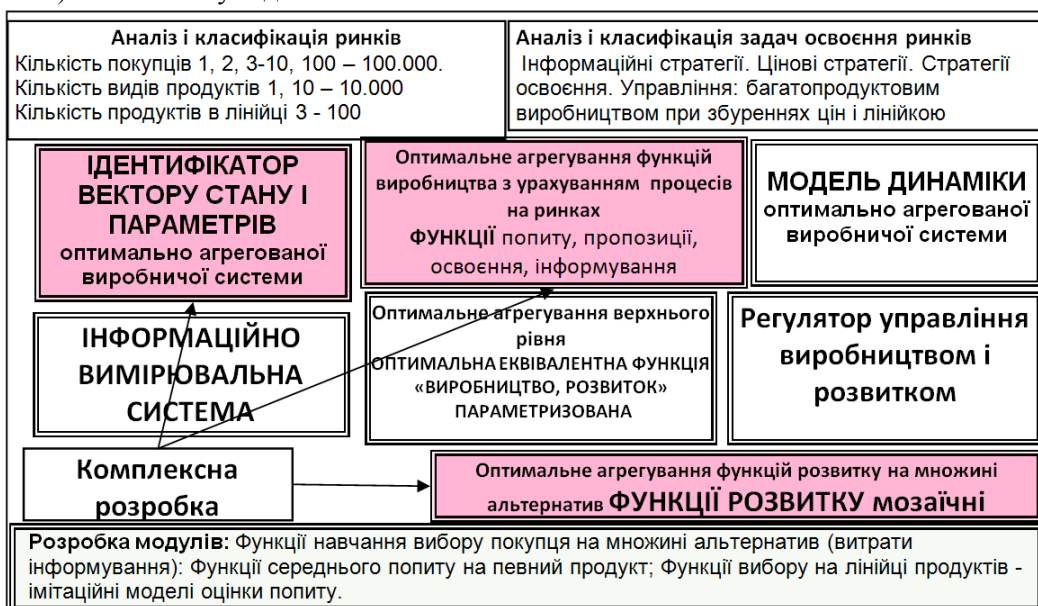 Аналіз і класифікація ринків
Кількість покупців 1, 2, 3-10, 100 – 100.000.
Кількість видів продуктів 1, 10 – 10.000
Кількість продуктів в лінійці 3 - 100
Аналіз і класифікація задач освоєння ринків
Інформаційні стратегії. Цінові стратегії. Стратегії
освоєння. Управління: багатопродуктовим
виробництвом при збуреннях цін і лінійкою
ІДЕНТИФІКАТОР
ВЕКТОРУ СТАНУ І
ПАРАМЕТРІВ
оптимально агрегованої
виробничої системи
Оптимальне агрегування функцій
виробництва з урахуванням процесів
на ринках
ФУНКЦІЇ попиту, пропозиції,
освоєння, інформування
МОДЕЛЬ ДИНАМІКИ
оптимально агрегованої
виробничої системи
ІНФОРМАЦІЙНО
ВИМІРЮВАЛЬНА
СИСТЕМА
Оптимальне агрегування верхнього
рівня
ОПТИМАЛЬНА ЕКВІВАЛЕНТНА ФУНКЦІЯ
«ВИРОБНИЦТВО, РОЗВИТОК»
ПАРАМЕТРИЗОВАНА
Регулятор управління
виробництвом і
розвитком
Комплексна
розробка
Оптимальне агрегування функцій розвитку на множині
альтернатив ФУНКЦІЇ РОЗВИТКУ мозаїчні
Розробка модулів: Функції навчання вибору покупця на множині альтернатив (витрати
інформування): Функції середнього попиту на певний продукт; Функції вибору на лінійці продуктів -
імітаційні моделі оцінки попиту.